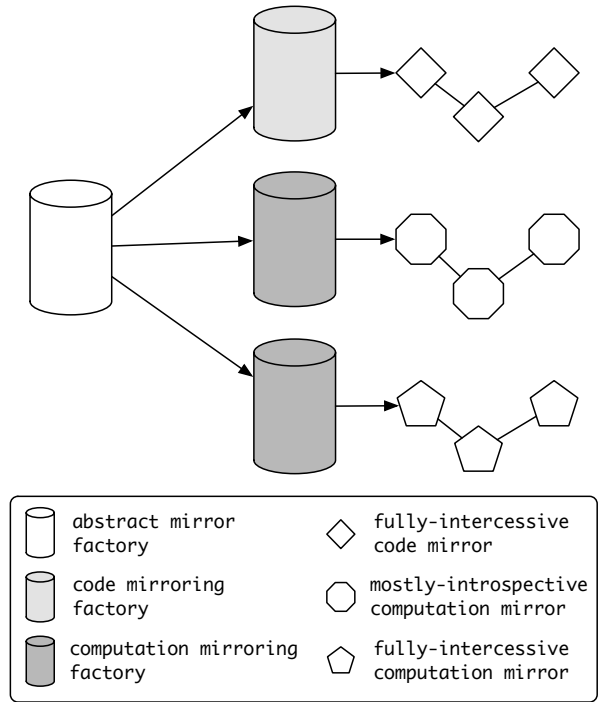 abstract mirror
factory
fully-intercessive
code mirror
code mirroring
factory
mostly-introspective
computation mirror
computation mirroring
factory
fully-intercessive
computation mirror